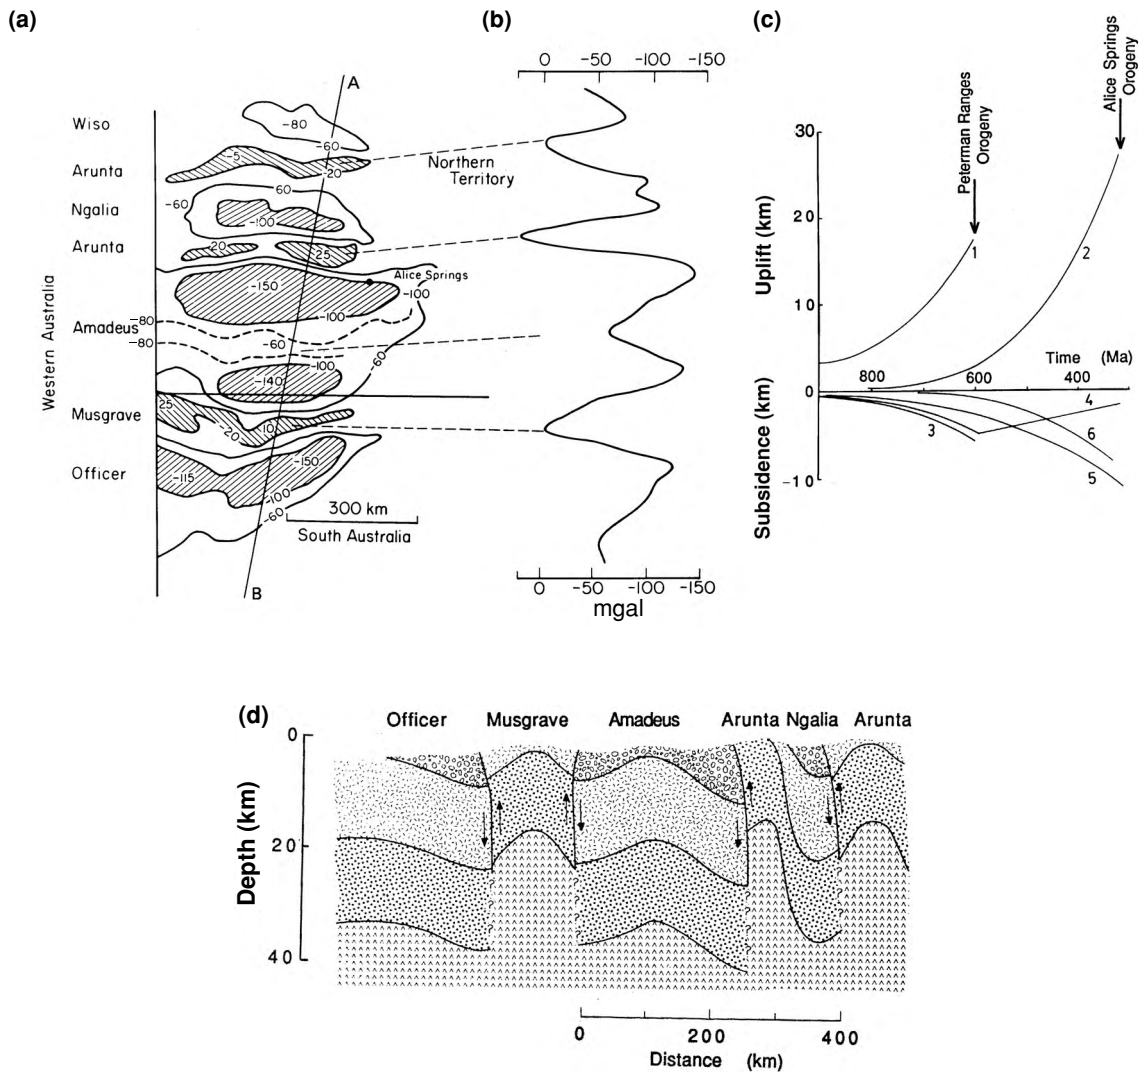 (a)
(b)
(c)
0 -50 -100 -150
A
Wiso
-80
-60
Arunta
-5
-20
Northern
Territory
60
Ngalia
-60
-100
Arunta
20
25
Alice Springs
-150
-100
-100
Amadeus
-80
-80
-60
-60
-100
-140
Western Australia
Musgrave
25
-20
10
Officer
-115
-150
-100
-60
300 km
South Australia
B
0 -50 -100 -150
mgal
Peterman Ranges
Orogeny
Alice Springs
Orogeny
Uplift (km)
30
20
10
0
1
2
Time (Ma)
800 600 400
Subsidence (km)
-10
3
4
6
5
(d)
Officer Musgrave Amadeus Arunta Ngalia Arunta
Depth (km)
0
20
40
0 200 400
Distance (km)